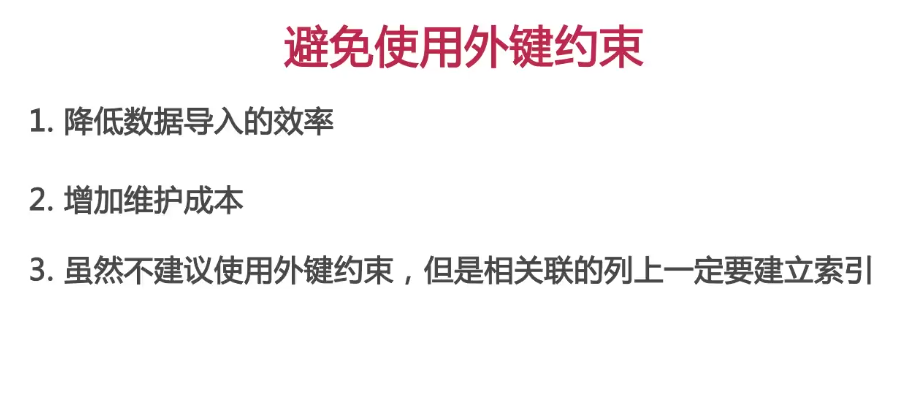 避免使用外键约束
1. 降低数据导入的效率
2. 增加维护成本
3. 虽然不建议使用外键约束，但是相关联的列上一定要建立索引